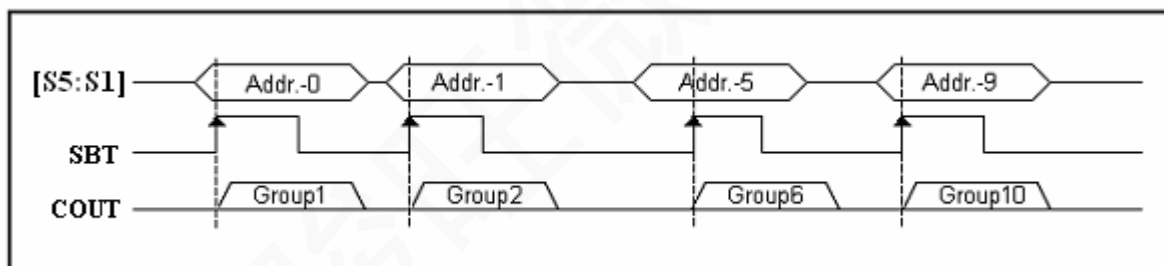 [S5:S1] Addr.-0 Addr.-1 Addr.-5 Addr.-9
SBT
COUT Group1 Group2 Group6 Group10